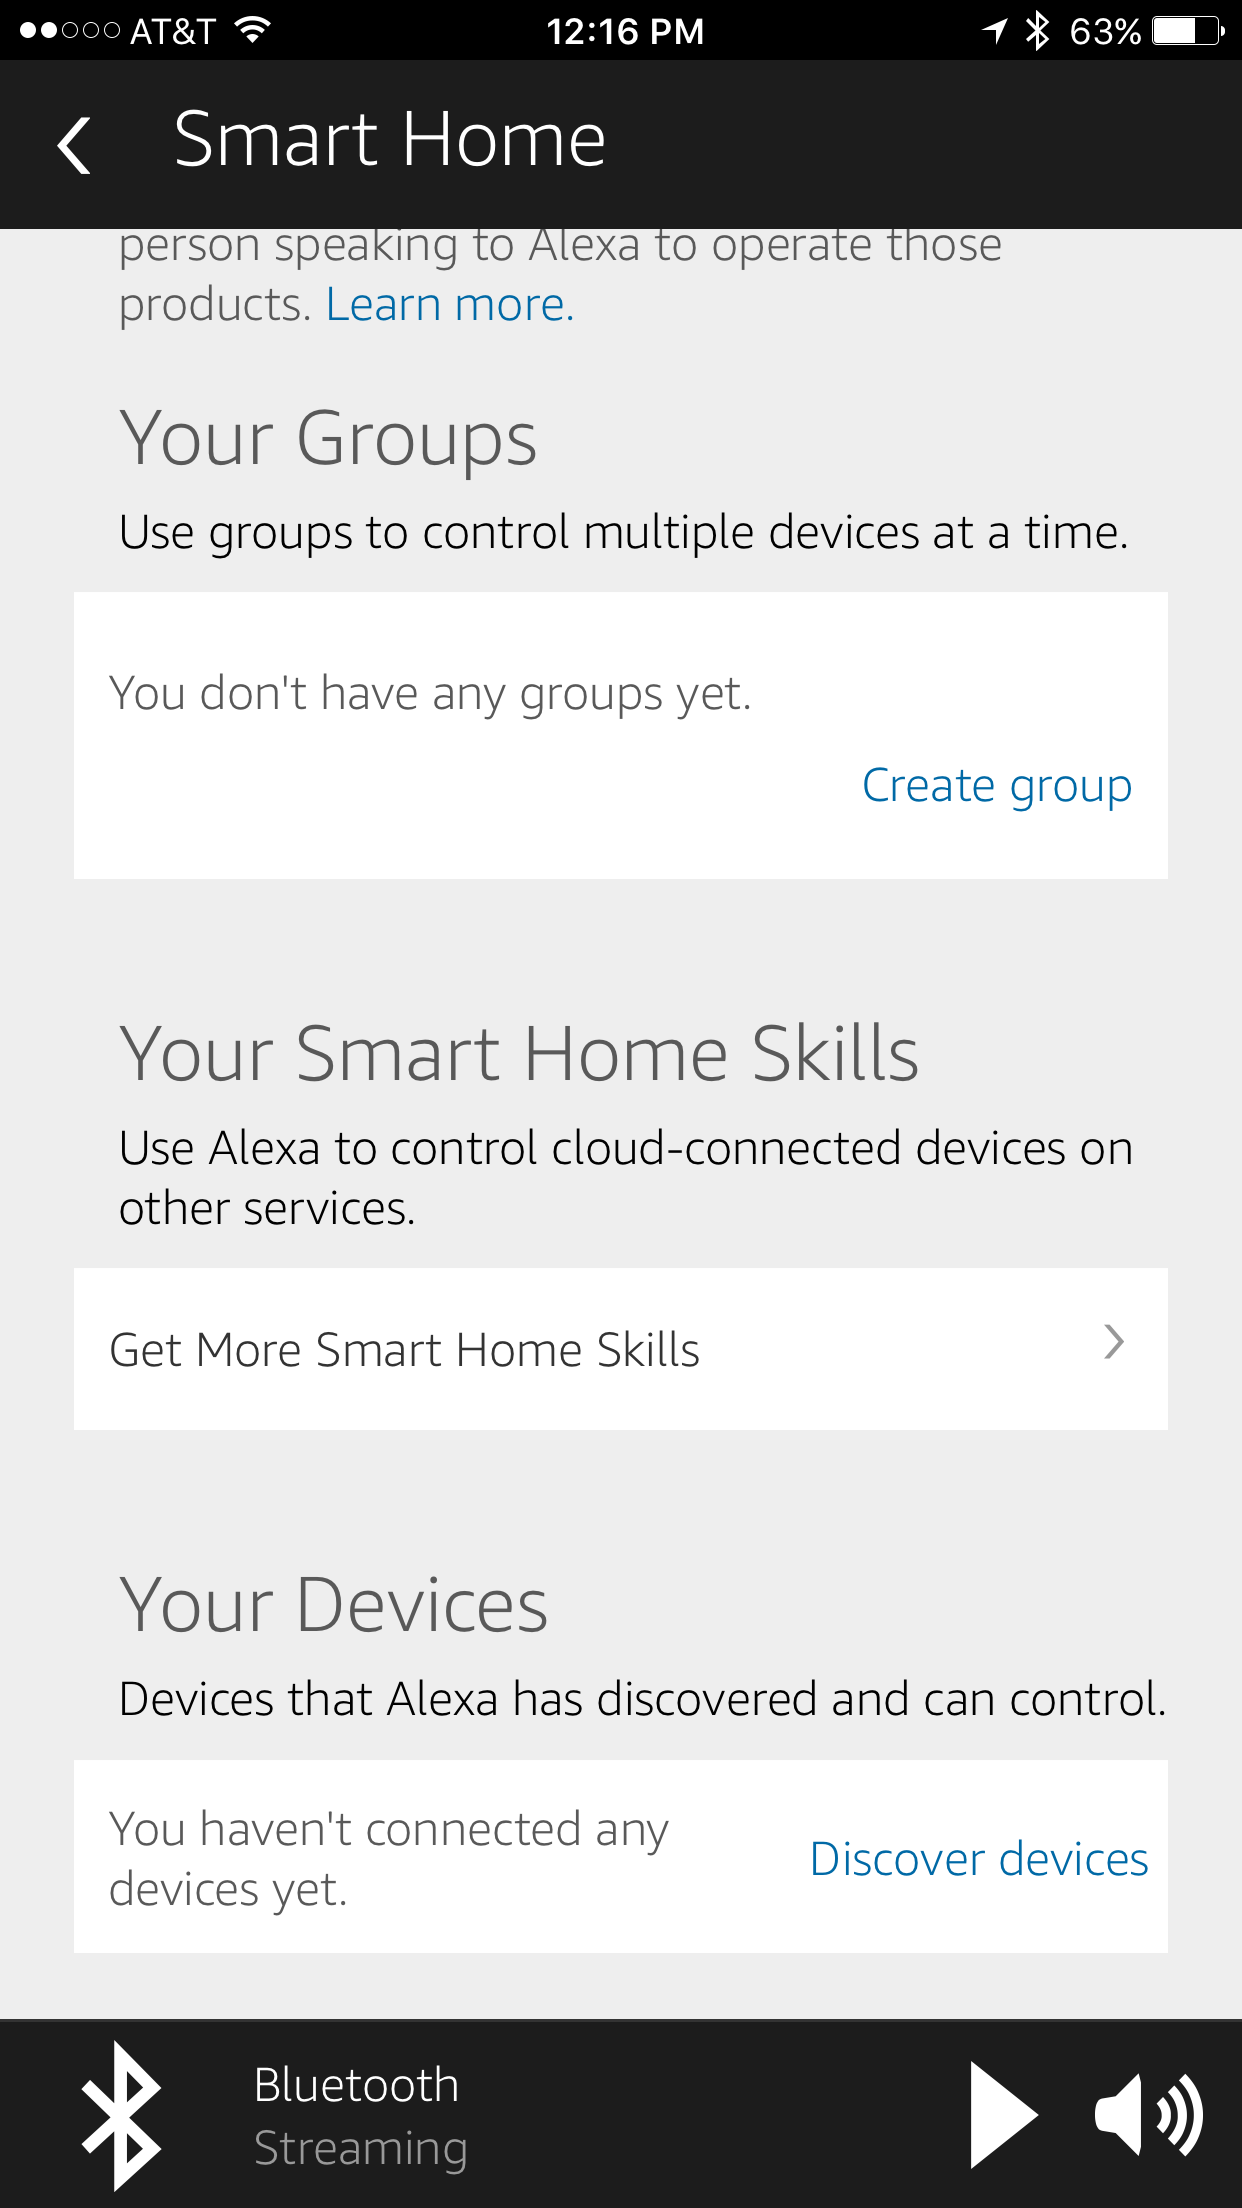 AT&T 12:16 PM 63%
Smart Home
person speaking to Alexa to operate those
products. Learn more.
Your Groups
Use groups to control multiple devices at a time.
You don't have any groups yet.
Create group
Your Smart Home Skills
Use Alexa to control cloud-connected devices on
other services.
Get More Smart Home Skills
Your Devices
Devices that Alexa has discovered and can control.
You haven't connected any
devices yet.
Discover devices
Bluetooth
Streaming